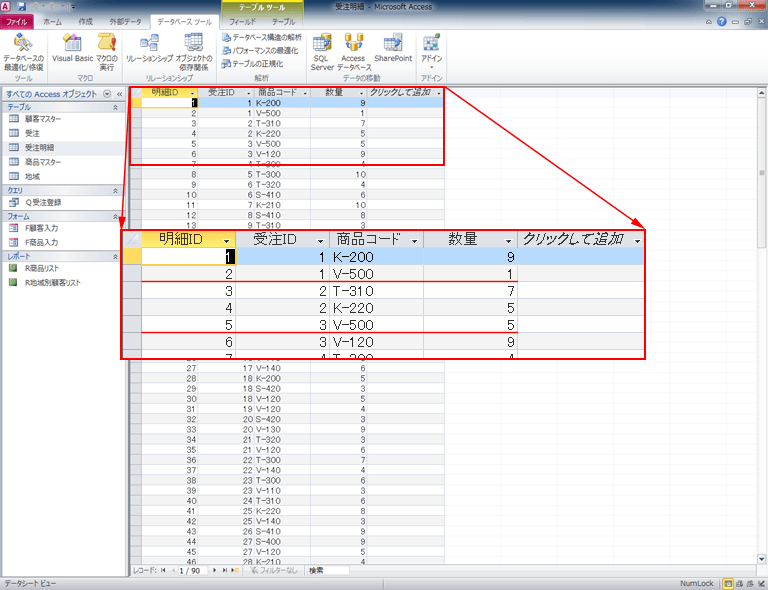 テーブル ツール
受注明細 - Microsoft Access
ファイル ホーム 作成 外部データ データベース ツール フィールド テーブル
データベースの
最適化/修復
ツール
Visual Basic マクロの
実行
マクロ
リレーションシップ オブジェクトの
依存関係
リレーションシップ
データベース構造の解析
パフォーマンスの最適化
テーブルの正規化
解析
SQL
Server
Access
データベース
SharePoint
データの移動
アドイン
アドイン
すべての Access オブジェクト
テーブル
顧客マスター
受注
受注明細
商品マスター
地域
クエリ
Q受注登録
フォーム
F顧客入力
F商品入力
レポート
R商品リスト
R地域別顧客リスト
明細ID 受注ID 商品コード 数量 クリックして追加
1 1 K-200 9
2 1 V-500 1
3 2 T-310 7
4 2 K-220 5
5 3 V-500 5
6 3 V-120 9
7 4 T-300 4
8 5 T-300 10
9 6 T-320 4
10 6 S-410 6
11 7 K-210 10
12 8 S-410 8
13 9 T-310 3
明細ID 受注ID 商品コード 数量 クリックして追加
1 1 K-200 9
2 1 V-500 1
3 2 T-310 7
4 2 K-220 5
5 3 V-500 5
6 3 V-120 9
7 4 T-300 4
27 17 V-140 6
28 18 K-200 5
29 18 S-420 3
30 18 V-120 5
31 19 V-120 4
32 20 S-420 3
33 20 V-130 9
34 21 T-320 3
35 21 V-120 6
36 22 T-300 7
37 22 V-140 4
38 23 T-300 6
39 23 V-110 3
40 24 T-310 6
41 25 K-220 8
42 25 V-140 3
43 26 S-410 9
44 27 S-400 9
45 27 V-120 5
46 28 K-210 4
レコード: 1 / 90 フィルターなし 検索
データシート ビュー NumLock